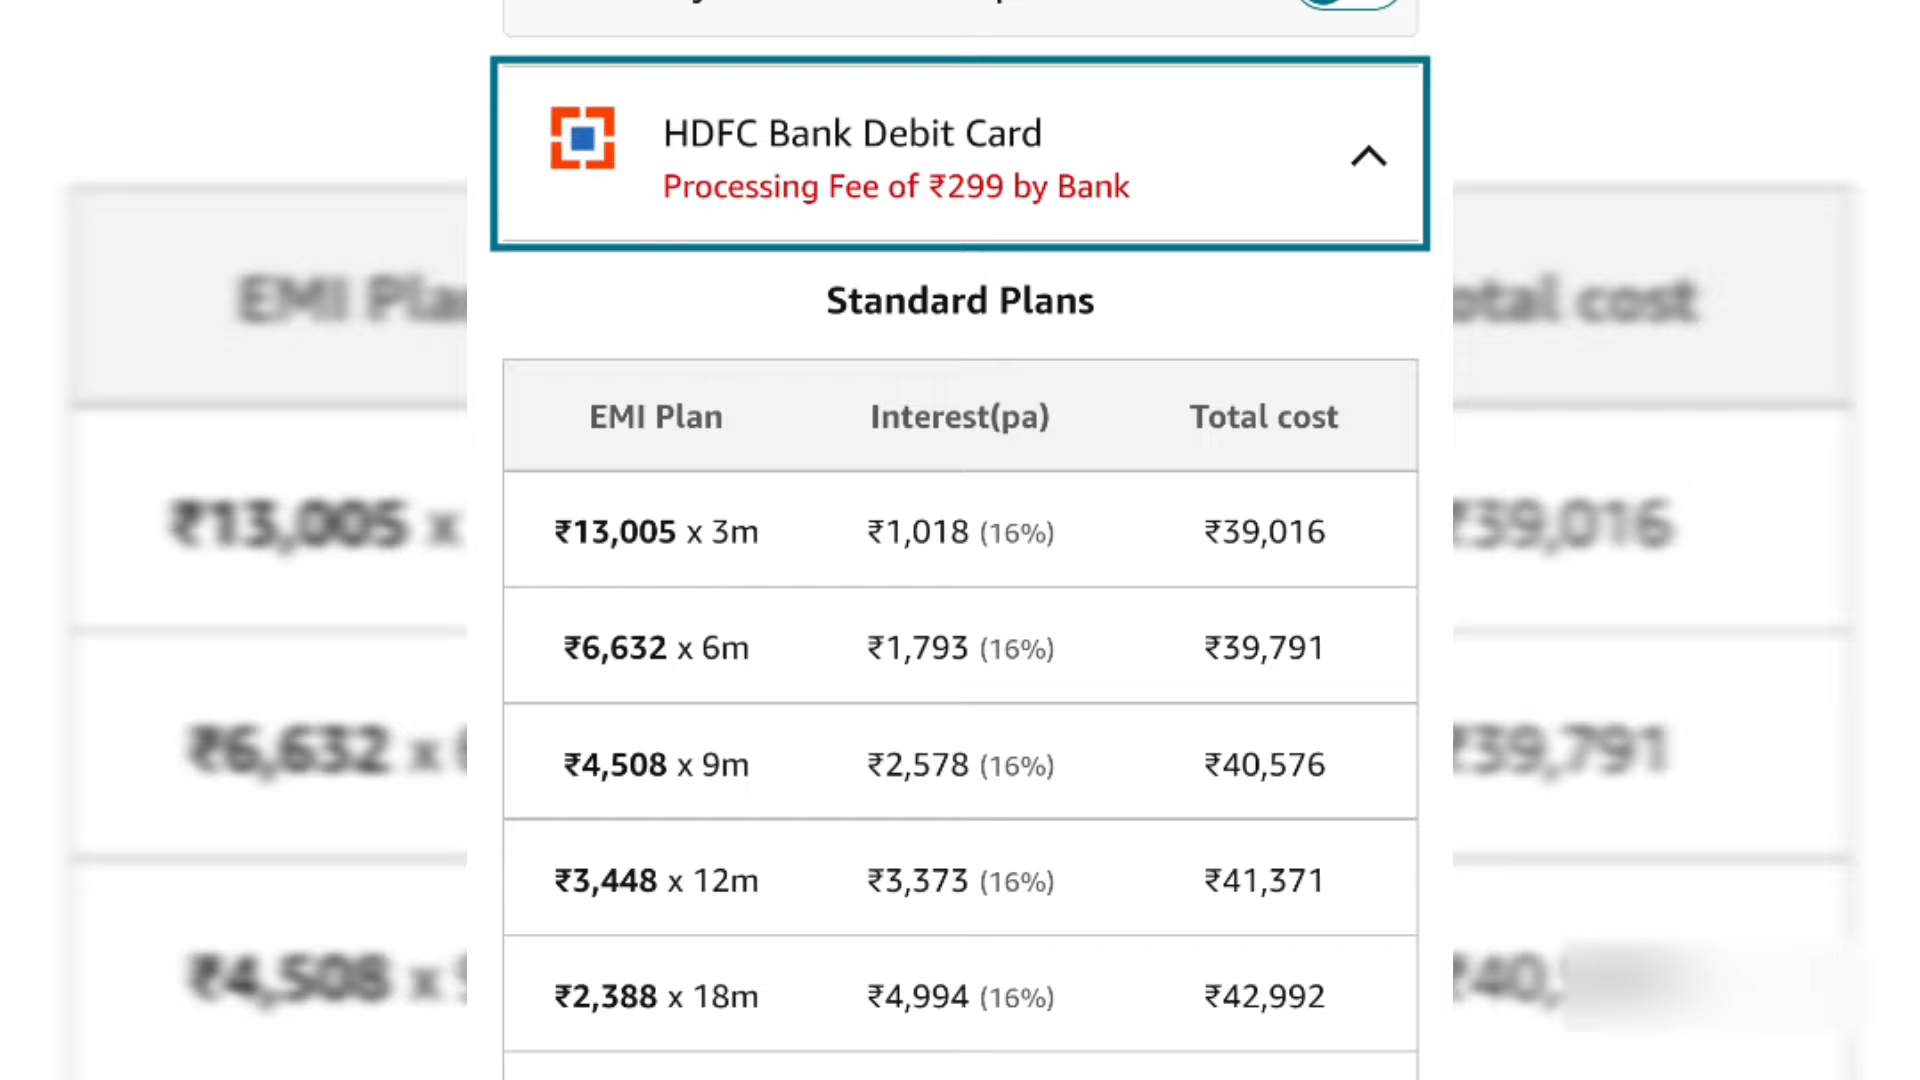 HDFC Bank Debit Card
Processing Fee of ₹299 by Bank
Standard Plans
EMI Plan Interest(pa) Total cost
₹13,005 x 3m ₹1,018 (16%) ₹39,016
₹6,632 x 6m ₹1,793 (16%) ₹39,791
₹4,508 x 9m ₹2,578 (16%) ₹40,576
₹3,448 x 12m ₹3,373 (16%) ₹41,371
₹2,388 x 18m ₹4,994 (16%) ₹42,992